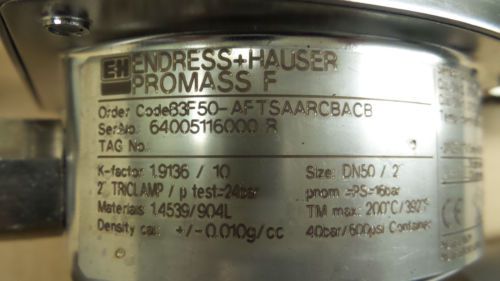 EH ENDRESS+HAUSER
PROMASS F
Order Code83F50-AFTSAARCBACB
Ser.No. 64005116000 R
TAG No.
K-factor 1.9136 / 10
Size: DN50 / 2"
2" TRICLAMP / p test=24bar
pnom =PS=16bar
Materials 1.4539/904L
TM max: 200°C/392°F
Density cal: +/-0.010g/cc
40bar/600psi Container